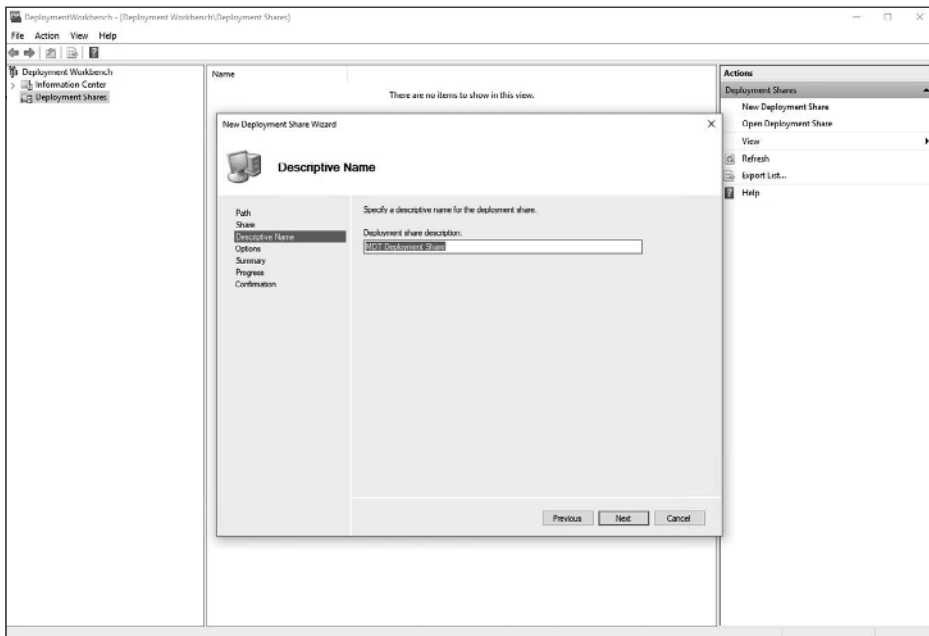 DeploymentWorkbench - [Deployment Workbench\Deployment Shares]
File Action View Help
Deployment Workbench
Information Center
Deployment Shares
Name
There are no items to show in this view.
Actions
Deployment Shares
New Deployment Share
Open Deployment Share
View
Refresh
Export List...
Help
New Deployment Share Wizard
Descriptive Name
Path
Share
Descriptive Name
Options
Summary
Progress
Confirmation
Specify a descriptive name for the deployment share.
Deployment share description:
MDT Deployment Share
Previous Next Cancel